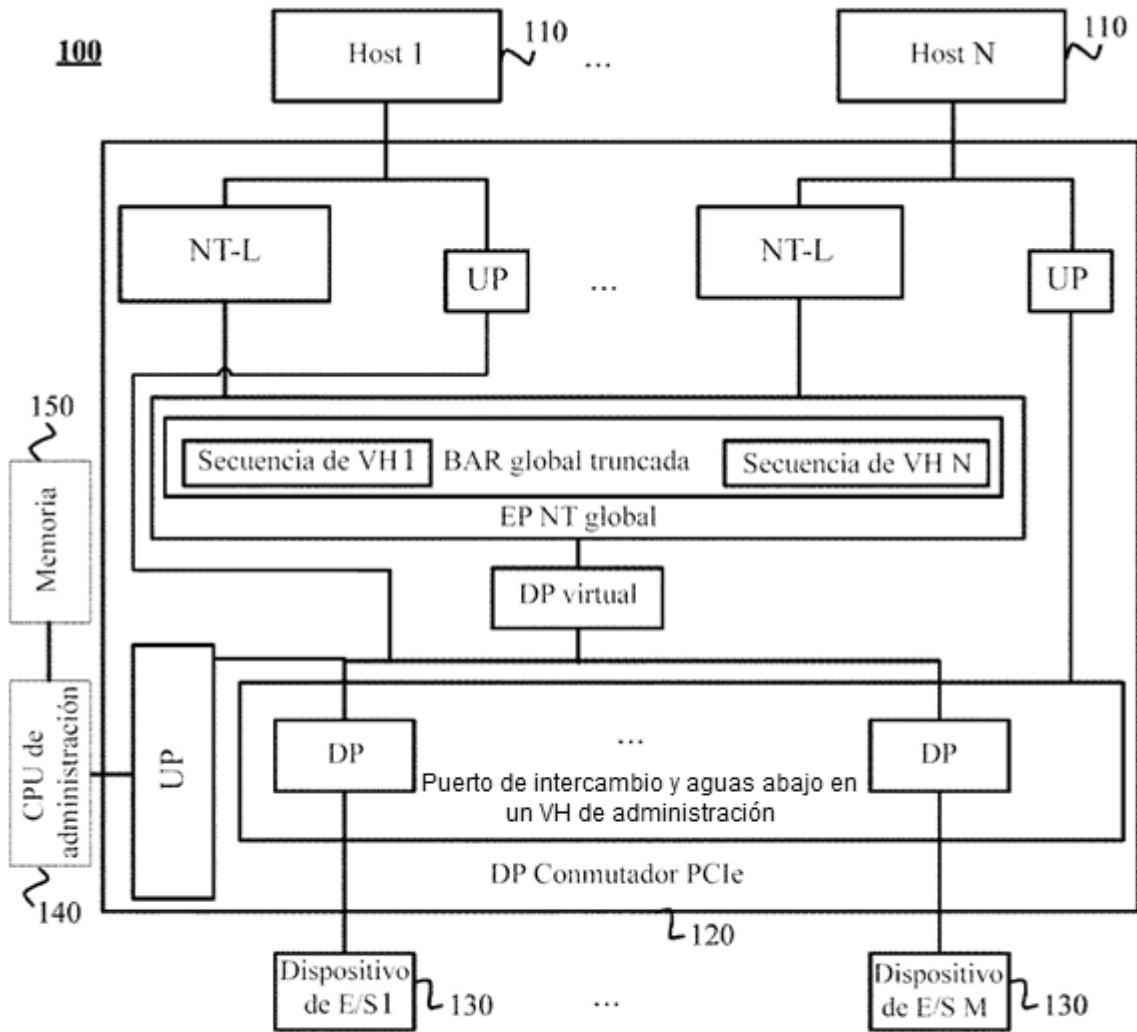 100
Host 1
110
...
Host N
110
NT-L
UP
...
NT-L
UP
150
Memoria
Secuencia de VH 1
BAR global truncada
Secuencia de VH N
EP NT global
DP virtual
CPU de
administración
140
UP
DP
...
DP
Puerto de intercambio y aguas abajo en
un VH de administración
DP Conmutador PCIe
120
Dispositivo
de E/S1
130
...
Dispositivo
de E/S M
130